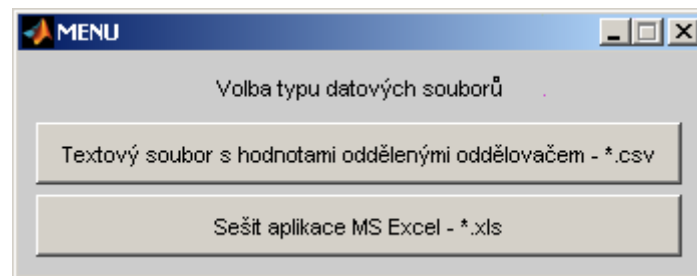 MENU
Volba typu datových souborů
Textový soubor s hodnotami oddělenými oddělovačem - *.csv
Sešit aplikace MS Excel - *.xls